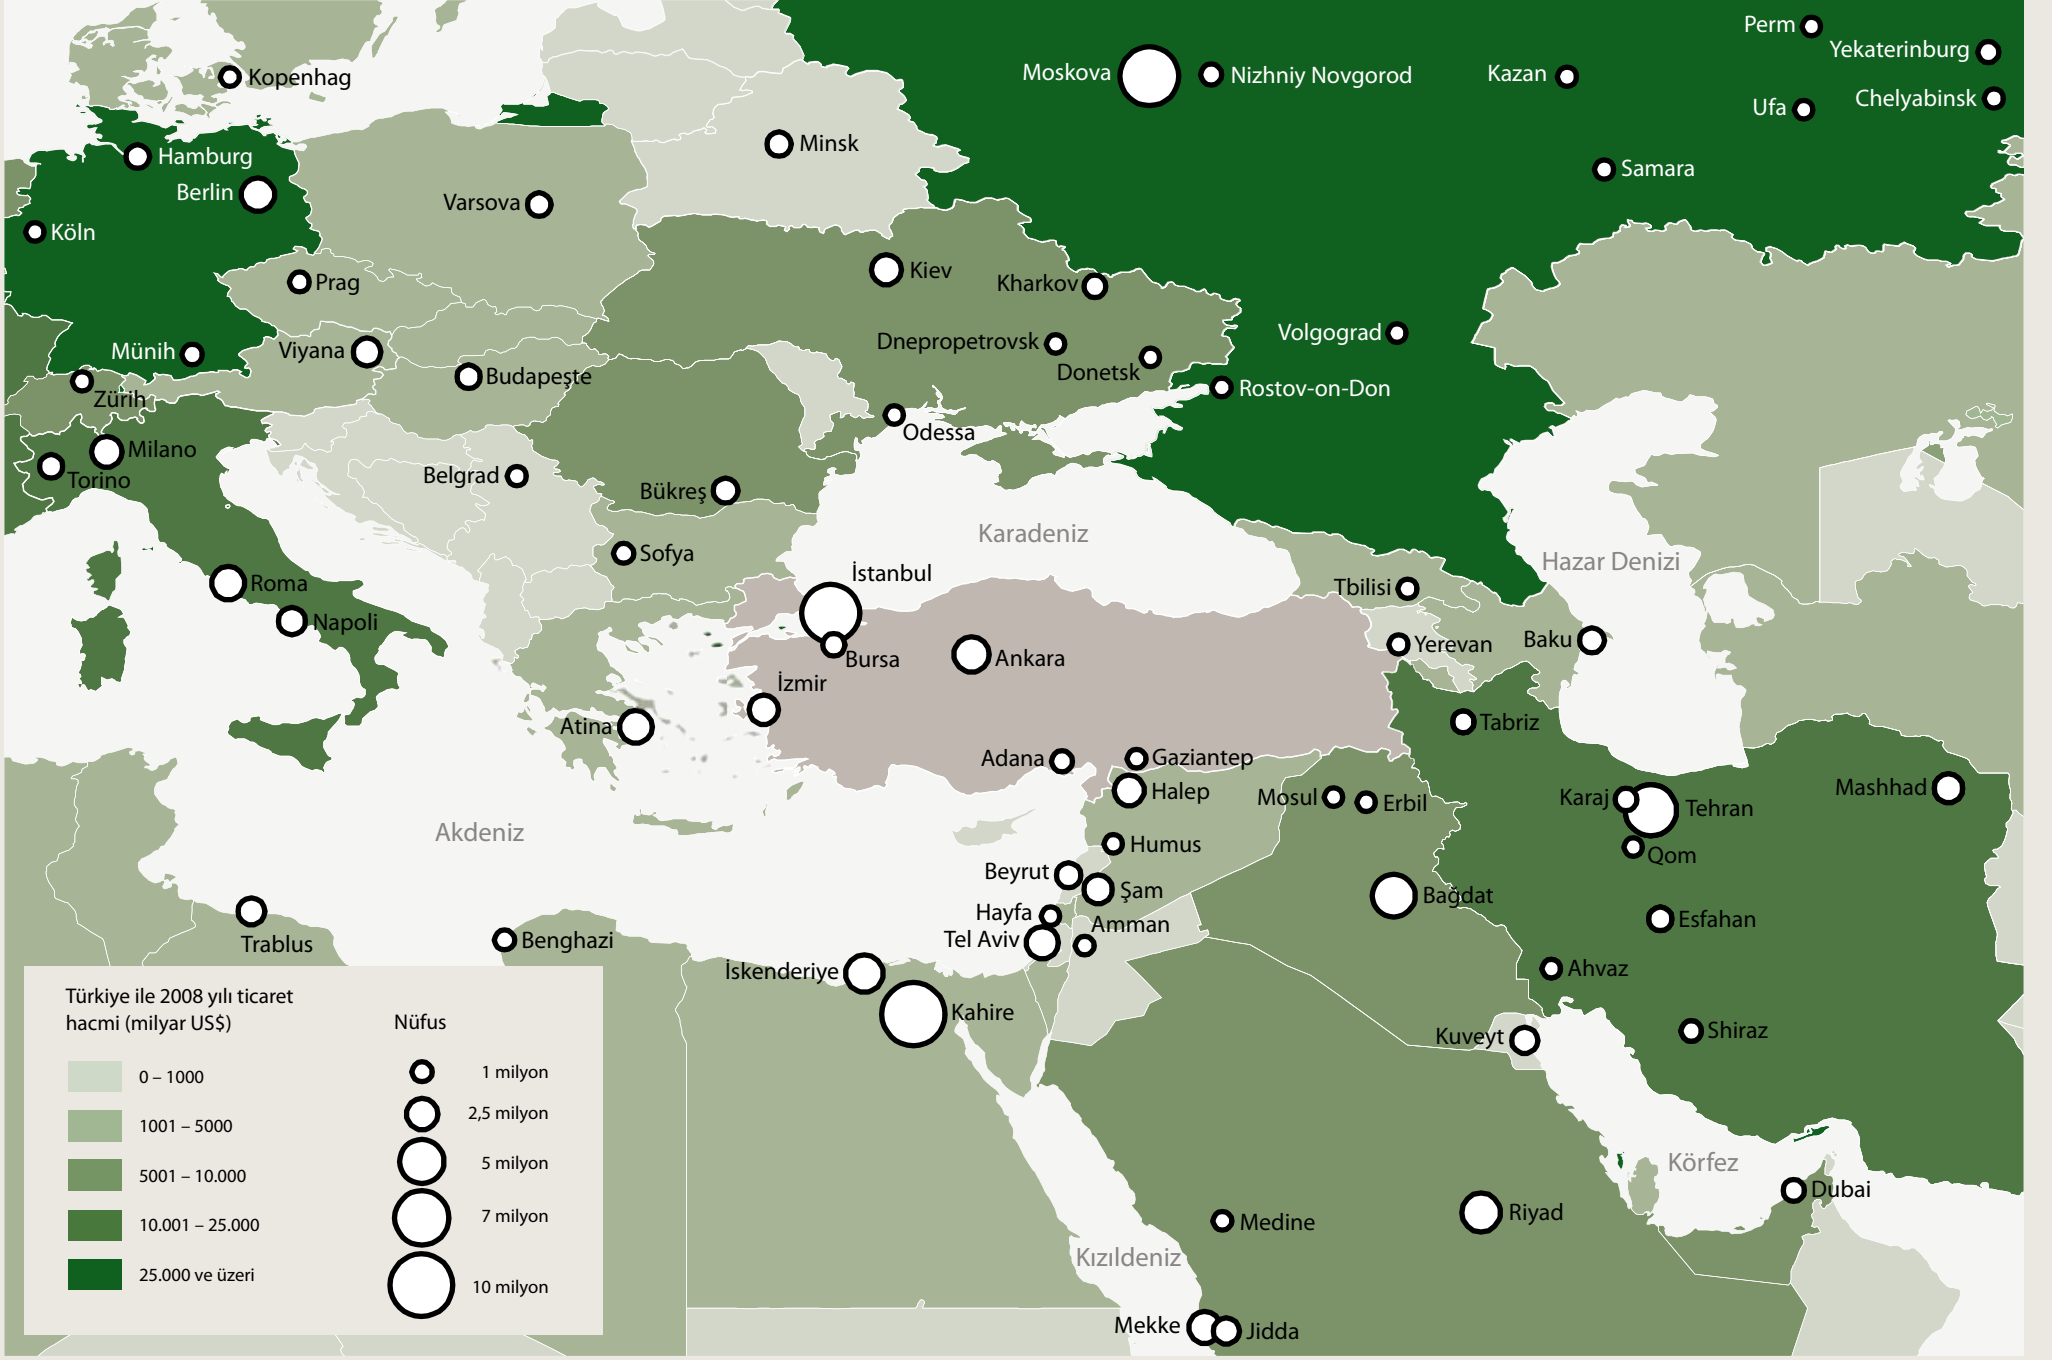 Perm
Yekaterinburg
Moskova
Nizhniy Novgorod
Kazan
Kopenhag
Chelyabinsk
Ufa
Minsk
Hamburg
Samara
Berlin
Varsova
Köln
Kiev
Prag
Kharkov
Volgograd
Dnepropetrovsk
Viyana
Münih
Donetsk
Budapeşte
Rostov-on-Don
Zürih
Odessa
Milano
Torino
Belgrad
Bükreş
Karadeniz
Sofya
Hazar Denizi
İstanbul
Roma
Tbilisi
Napoli
Baku
Yerevan
Bursa
Ankara
İzmir
Tabriz
Atina
Adana
Gaziantep
Mashhad
Halep
Mosul
Erbil
Karaj
Tehran
Akdeniz
Humus
Qom
Beyrut
Şam
Bağdat
Hayfa
Amman
Esfahan
Tel Aviv
Trablus
Benghazi
Ahvaz
İskenderiye
Kahire
Shiraz
Kuveyt
Körfez
Dubai
Riyad
Medine
Kızıldeniz
Mekke
Jidda
Türkiye ile 2008 yılı ticaret
hacmi (milyar US$)
0 – 1000
1001 – 5000
5001 – 10.000
10.001 – 25.000
25.000 ve üzeri
Nüfus
1 milyon
2,5 milyon
5 milyon
7 milyon
10 milyon